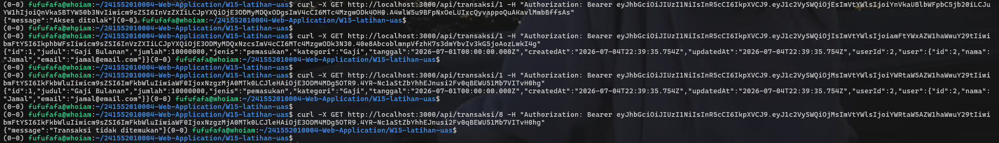 (0-0) fufufafa@whoiam:~/241552010004-Web-Application/W15-latihan-uas$ curl -X GET http://localhost:3000/api/transaksi/1 -H "Authorization: Bearer eyJhbGciOiJIUzI1NiIsInR5cCI6IkpXVCJ9.eyJ1c2VySWQiOjEsImVtYWlsIjoiYnVkaUBlbWFpbC5jb20iLCJu
YW1hIjoiQnVkaSBTYW50b3NvIiwicm9sZSI6InVzZXIiLCJpYXQiOjE3ODMyMDQxODgsImV4cCI6MTc4MzgwODk4OH0.A4wlW5u9BFpNxOeLUIxcQyvappoQuAKavlMmbBffsAs"
{"message":"Akses ditolak"}(0-0) fufufafa@whoiam:~/241552010004-Web-Application/W15-latihan-uas$
(0-0) fufufafa@whoiam:~/241552010004-Web-Application/W15-latihan-uas$
(0-0) fufufafa@whoiam:~/241552010004-Web-Application/W15-latihan-uas$ curl -X GET http://localhost:3000/api/transaksi/1 -H "Authorization: Bearer eyJhbGciOiJIUzI1NiIsInR5cCI6IkpXVCJ9.eyJ1c2VySWQiOjIsImVtYWlsIjoiamFtYWxAZW1haWwuY29tIiwi
bmFtYSI6IkphbWFsIiwicm9sZSI6InVzZXIiLCJpYXQiOjE3ODMyMDQxNzcsImV4cCI6MTc4MzgwODk3N30.40e8AbcoblmnpVfzhK7s3dmYbvIv3kG5joAozLwkI4g"
{"id":1,"judul":"Gaji Bulanan","jumlah":10000000,"jenis":"pemasukan","kategori":"Gaji","tanggal":"2026-07-01T00:00:00.000Z","createdAt":"2026-07-04T22:39:35.754Z","updatedAt":"2026-07-04T22:39:35.754Z","userId":2,"user":{"id":2,"nama":
"Jamal","email":"jamal@email.com"}}(0-0) fufufafa@whoiam:~/241552010004-Web-Application/W15-latihan-uas$
(0-0) fufufafa@whoiam:~/241552010004-Web-Application/W15-latihan-uas$
(0-0) fufufafa@whoiam:~/241552010004-Web-Application/W15-latihan-uas$ curl -X GET http://localhost:3000/api/transaksi/1 -H "Authorization: Bearer eyJhbGciOiJIUzI1NiIsInR5cCI6IkpXVCJ9.eyJ1c2VySWQiOjMsImVtYWlsIjoiYWRtaW5AZW1haWwuY29tIiwi
bmFtYSI6IkFkbWluIiwicm9sZSI6ImFkbWluIiwiaWF0IjoxNzgzMjA0MTk0LCJleHAiOjE3ODM4MDg5OTR9.4YR-Nc1aStZbYhhEJnusi2Fv0qBEWU51Mb7VITvH0hg"
{"id":1,"judul":"Gaji Bulanan","jumlah":10000000,"jenis":"pemasukan","kategori":"Gaji","tanggal":"2026-07-01T00:00:00.000Z","createdAt":"2026-07-04T22:39:35.754Z","updatedAt":"2026-07-04T22:39:35.754Z","userId":2,"user":{"id":2,"nama":
"Jamal","email":"jamal@email.com"}}(0-0) fufufafa@whoiam:~/241552010004-Web-Application/W15-latihan-uas$
(0-0) fufufafa@whoiam:~/241552010004-Web-Application/W15-latihan-uas$
(0-0) fufufafa@whoiam:~/241552010004-Web-Application/W15-latihan-uas$ curl -X GET http://localhost:3000/api/transaksi/8 -H "Authorization: Bearer eyJhbGciOiJIUzI1NiIsInR5cCI6IkpXVCJ9.eyJ1c2VySWQiOjMsImVtYWlsIjoiYWRtaW5AZW1haWwuY29tIiwi
bmFtYSI6IkFkbWluIiwicm9sZSI6ImFkbWluIiwiaWF0IjoxNzgzMjA0MTk0LCJleHAiOjE3ODM4MDg5OTR9.4YR-Nc1aStZbYhhEJnusi2Fv0qBEWU51Mb7VITvH0hg"
{"message":"Transaksi tidak ditemukan"}(0-0) fufufafa@whoiam:~/241552010004-Web-Application/W15-latihan-uas$
(0-0) fufufafa@whoiam:~/241552010004-Web-Application/W15-latihan-uas$